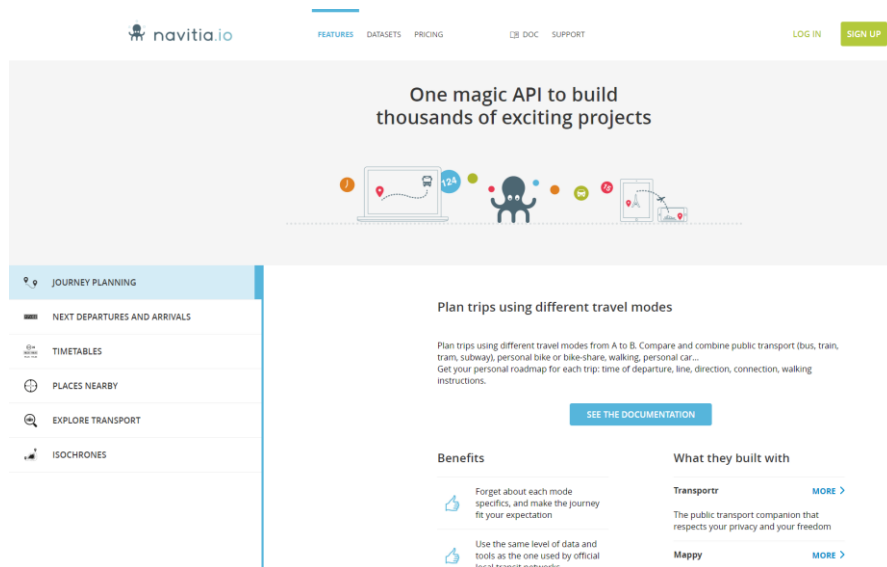 navitia.io
FEATURES DATASETS PRICING DOC SUPPORT LOG IN SIGN UP
One magic API to build
thousands of exciting projects
124
JOURNEY PLANNING
NEXT DEPARTURES AND ARRIVALS
TIMETABLES
PLACES NEARBY
EXPLORE TRANSPORT
ISOCHRONES
Plan trips using different travel modes
Plan trips using different travel modes from A to B. Compare and combine public transport (bus, train,
tram, subway), personal bike or bike-share, walking, personal car...
Get your personal roadmap for each trip: time of departure, line, direction, connection, walking
instructions.
SEE THE DOCUMENTATION
Benefits
Forget about each mode
specifics, and make the journey
fit your expectation
Use the same level of data and
tools as the one used by official
local transit networks
What they built with
Transportr MORE
The public transport companion that
respects your privacy and your freedom
Mappy MORE